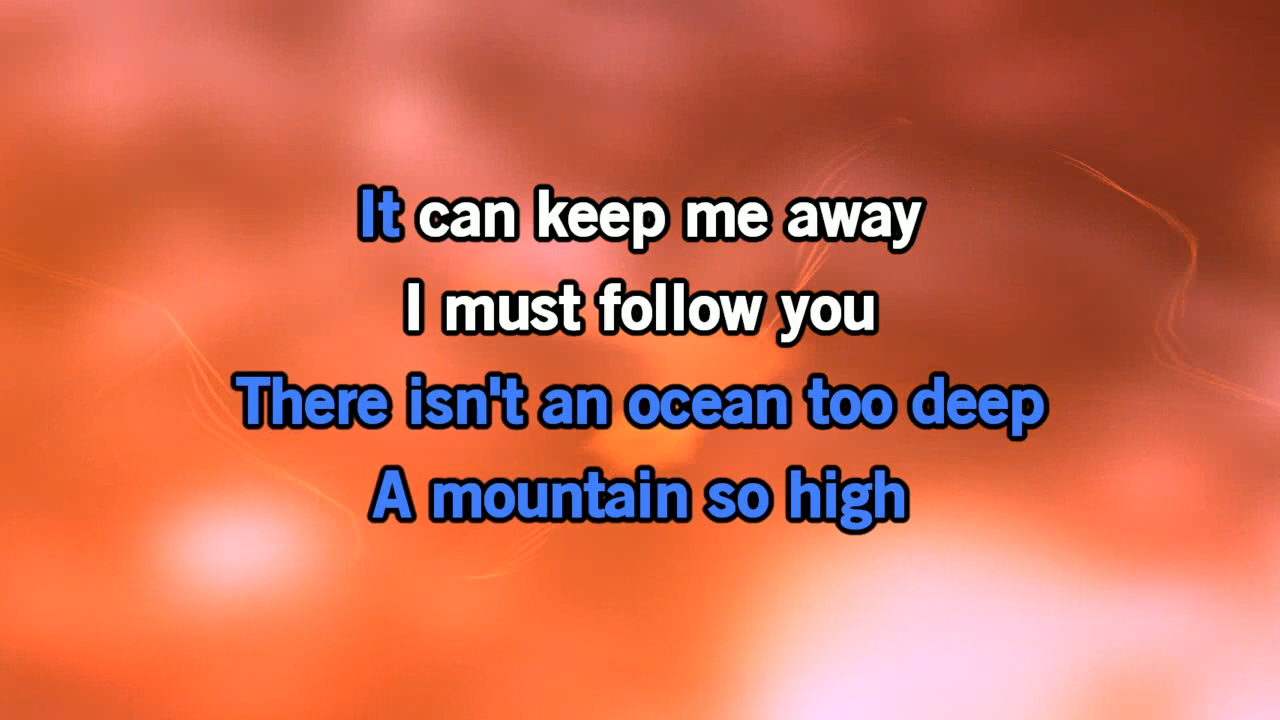 It can keep me away
I must follow you
There isn't an ocean too deep
A mountain so high